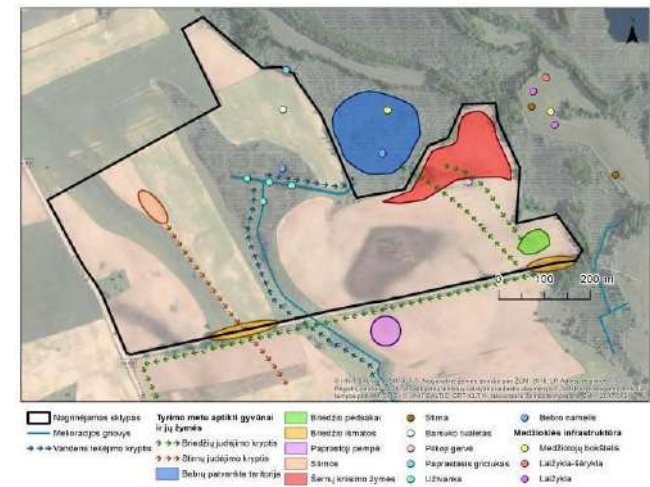 0 100 200 m
Nagrinėjamas sklypas
Melioracijos griovys
Vandens tekėjimo kryptis
Tyrimo metu aptikti gyvūnai
ir jų žymės
Briedžių judėjimo kryptis
Stirnų judėjimo kryptis
Bebrų patvankta teritorija
Briedžio pėdsakai
Briedžio išmatos
Paprastoji pempė
Stirnos
Šernų knisimo žymės
Stirna
Barsuko tualetas
Pilkoji gervė
Paprastasis griciukas
Užtvanka
Bebro namelis
Medžioklės infrastruktūra
Medžiotojų bokštelis
Laižykla-šėrykla
Laižykla